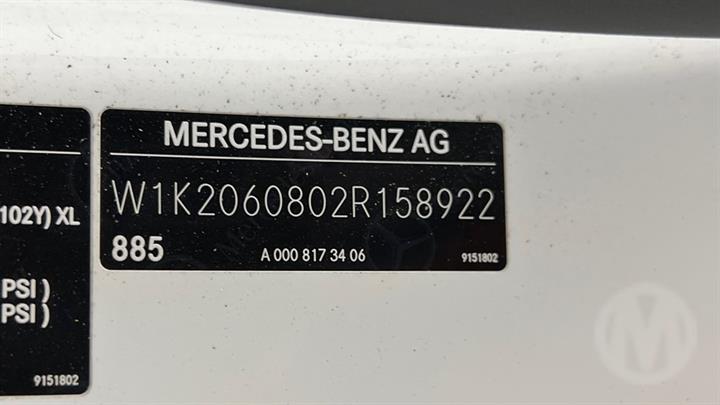 MERCEDES-BENZ AG
W1K2060802R158922
885
A 000 817 34 06
9151802
102Y) XL
PSI )
PSI )
9151802
M